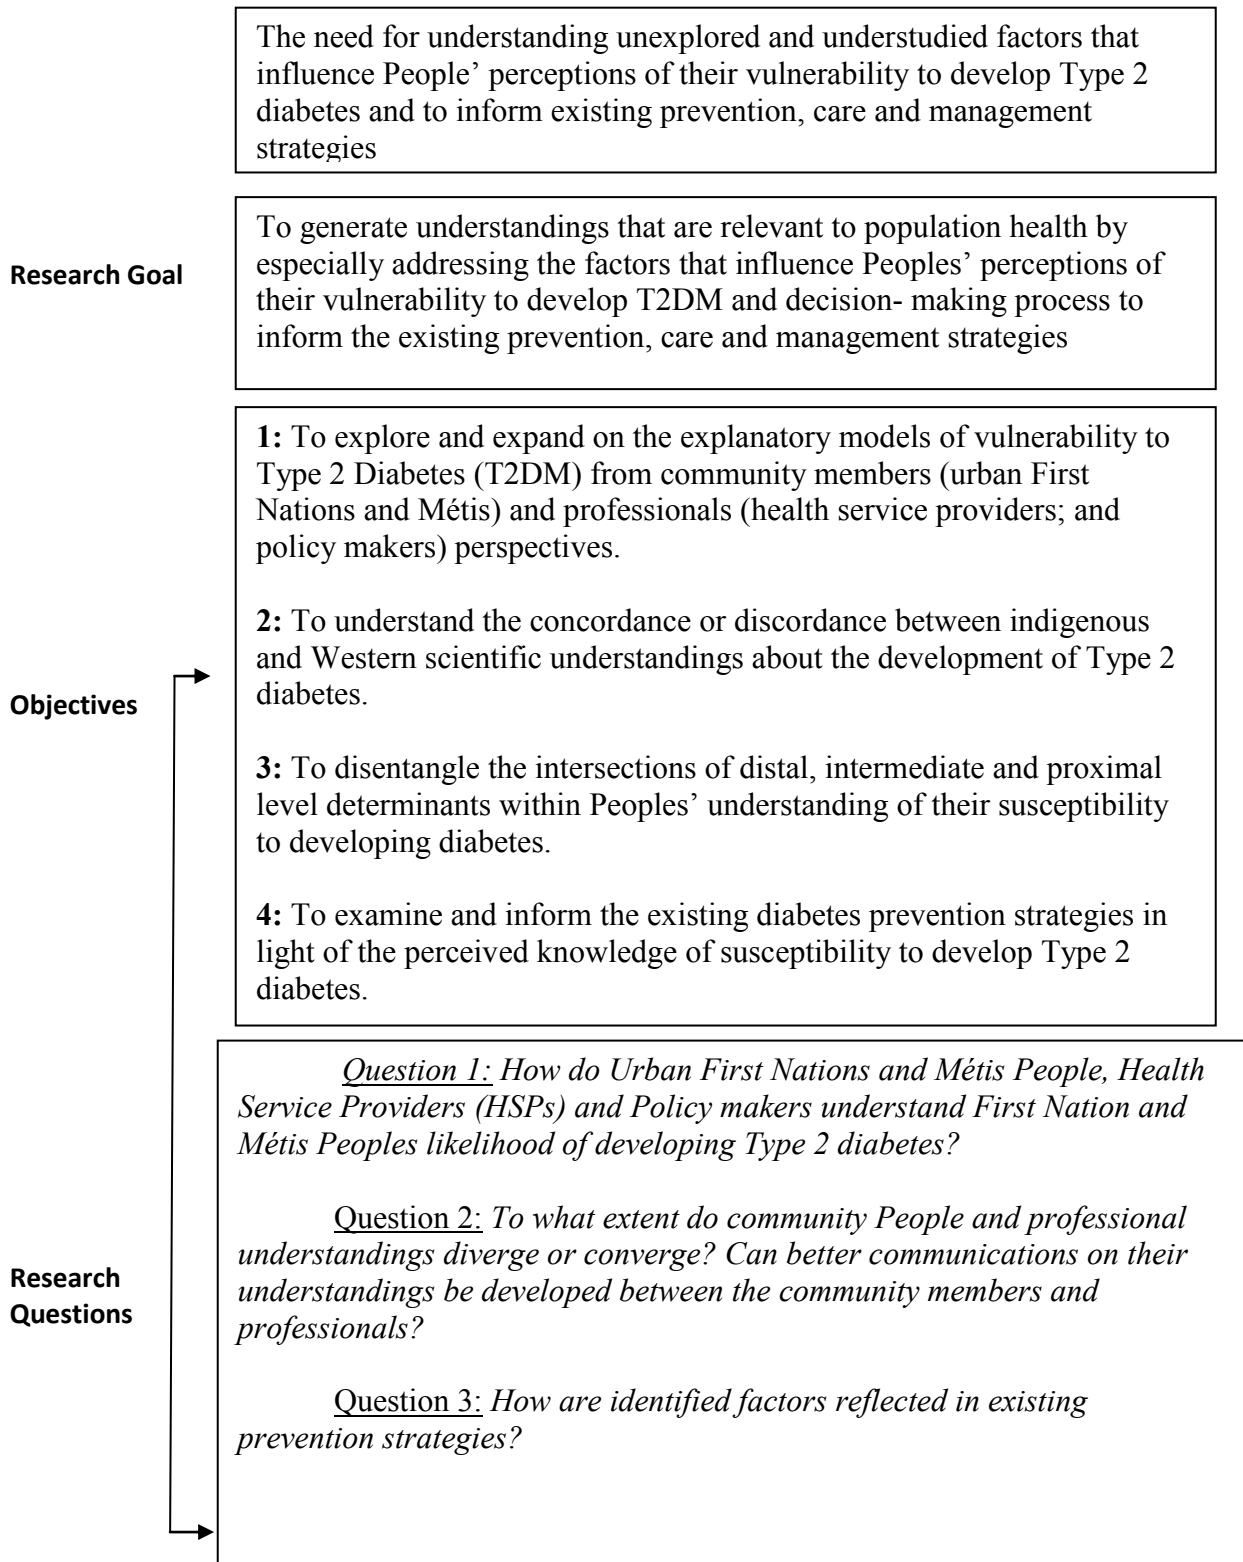 The need for understanding unexplored and understudied factors that
influence People’ perceptions of their vulnerability to develop Type 2
diabetes and to inform existing prevention, care and management
strategies
Research Goal
To generate understandings that are relevant to population health by
especially addressing the factors that influence Peoples’ perceptions of
their vulnerability to develop T2DM and decision- making process to
inform the existing prevention, care and management strategies
Objectives
1: To explore and expand on the explanatory models of vulnerability to
Type 2 Diabetes (T2DM) from community members (urban First
Nations and Métis) and professionals (health service providers; and
policy makers) perspectives.
2: To understand the concordance or discordance between indigenous
and Western scientific understandings about the development of Type 2
diabetes.
3: To disentangle the intersections of distal, intermediate and proximal
level determinants within Peoples’ understanding of their susceptibility
to developing diabetes.
4: To examine and inform the existing diabetes prevention strategies in
light of the perceived knowledge of susceptibility to develop Type 2
diabetes.
Research
Questions
Question 1: How do Urban First Nations and Métis People, Health
Service Providers (HSPs) and Policy makers understand First Nation and
Métis Peoples likelihood of developing Type 2 diabetes?
Question 2: To what extent do community People and professional
understandings diverge or converge? Can better communications on their
understandings be developed between the community members and
professionals?
Question 3: How are identified factors reflected in existing
prevention strategies?